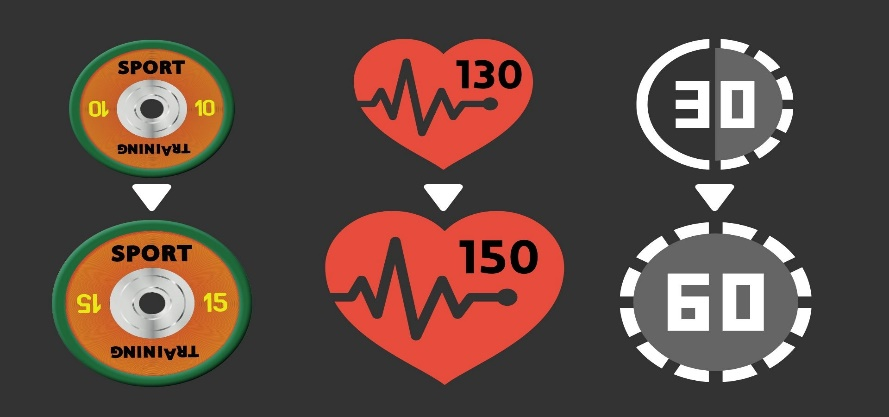 SPORT
10 10
TRAINING
130
30
SPORT
15 15
TRAINING
150
60